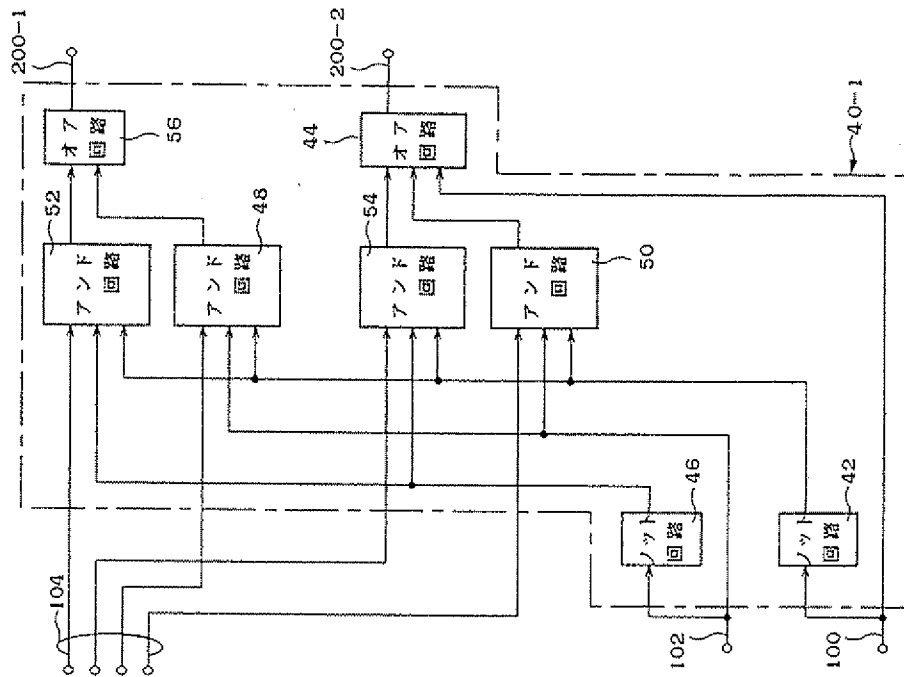 104
52
アンド
回路
オア
回路
56
200-1
アンド
回路
48
54
アンド
回路
44
オア
回路
200-2
アンド
回路
50
ノット
回路
46
102
ノット
回路
42
100
40-1